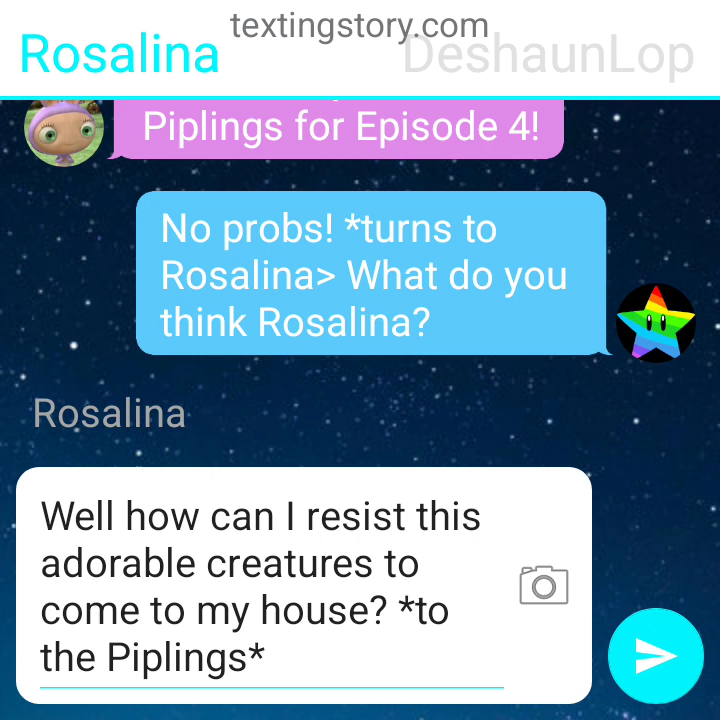 textingstory.com
Rosalina DeshaunLop
Piplings for Episode 4!
No probs! *turns to
Rosalina> What do you
think Rosalina?
Rosalina
Well how can I resist this
adorable creatures to
come to my house? *to
the Piplings*